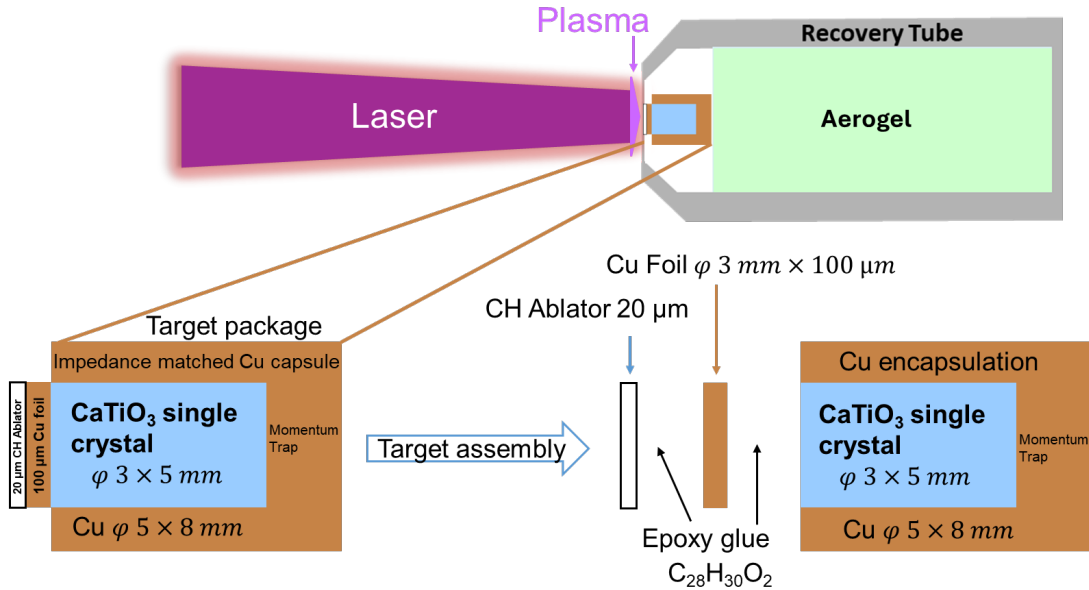 Plasma
Recovery Tube
Laser
Aerogel
Cu Foil φ 3 mm × 100 μm
CH Ablator 20 μm
Target package
Impedance matched Cu capsule
20 μm CH Ablator
100 μm Cu foil
CaTiO₃ single
crystal
φ 3 × 5 mm
Momentum
Trap
Cu φ 5 × 8 mm
Target assembly
Epoxy glue
C₂₈H₃₀O₂
Cu encapsulation
CaTiO₃ single
crystal
φ 3 × 5 mm
Momentum
Trap
Cu φ 5 × 8 mm